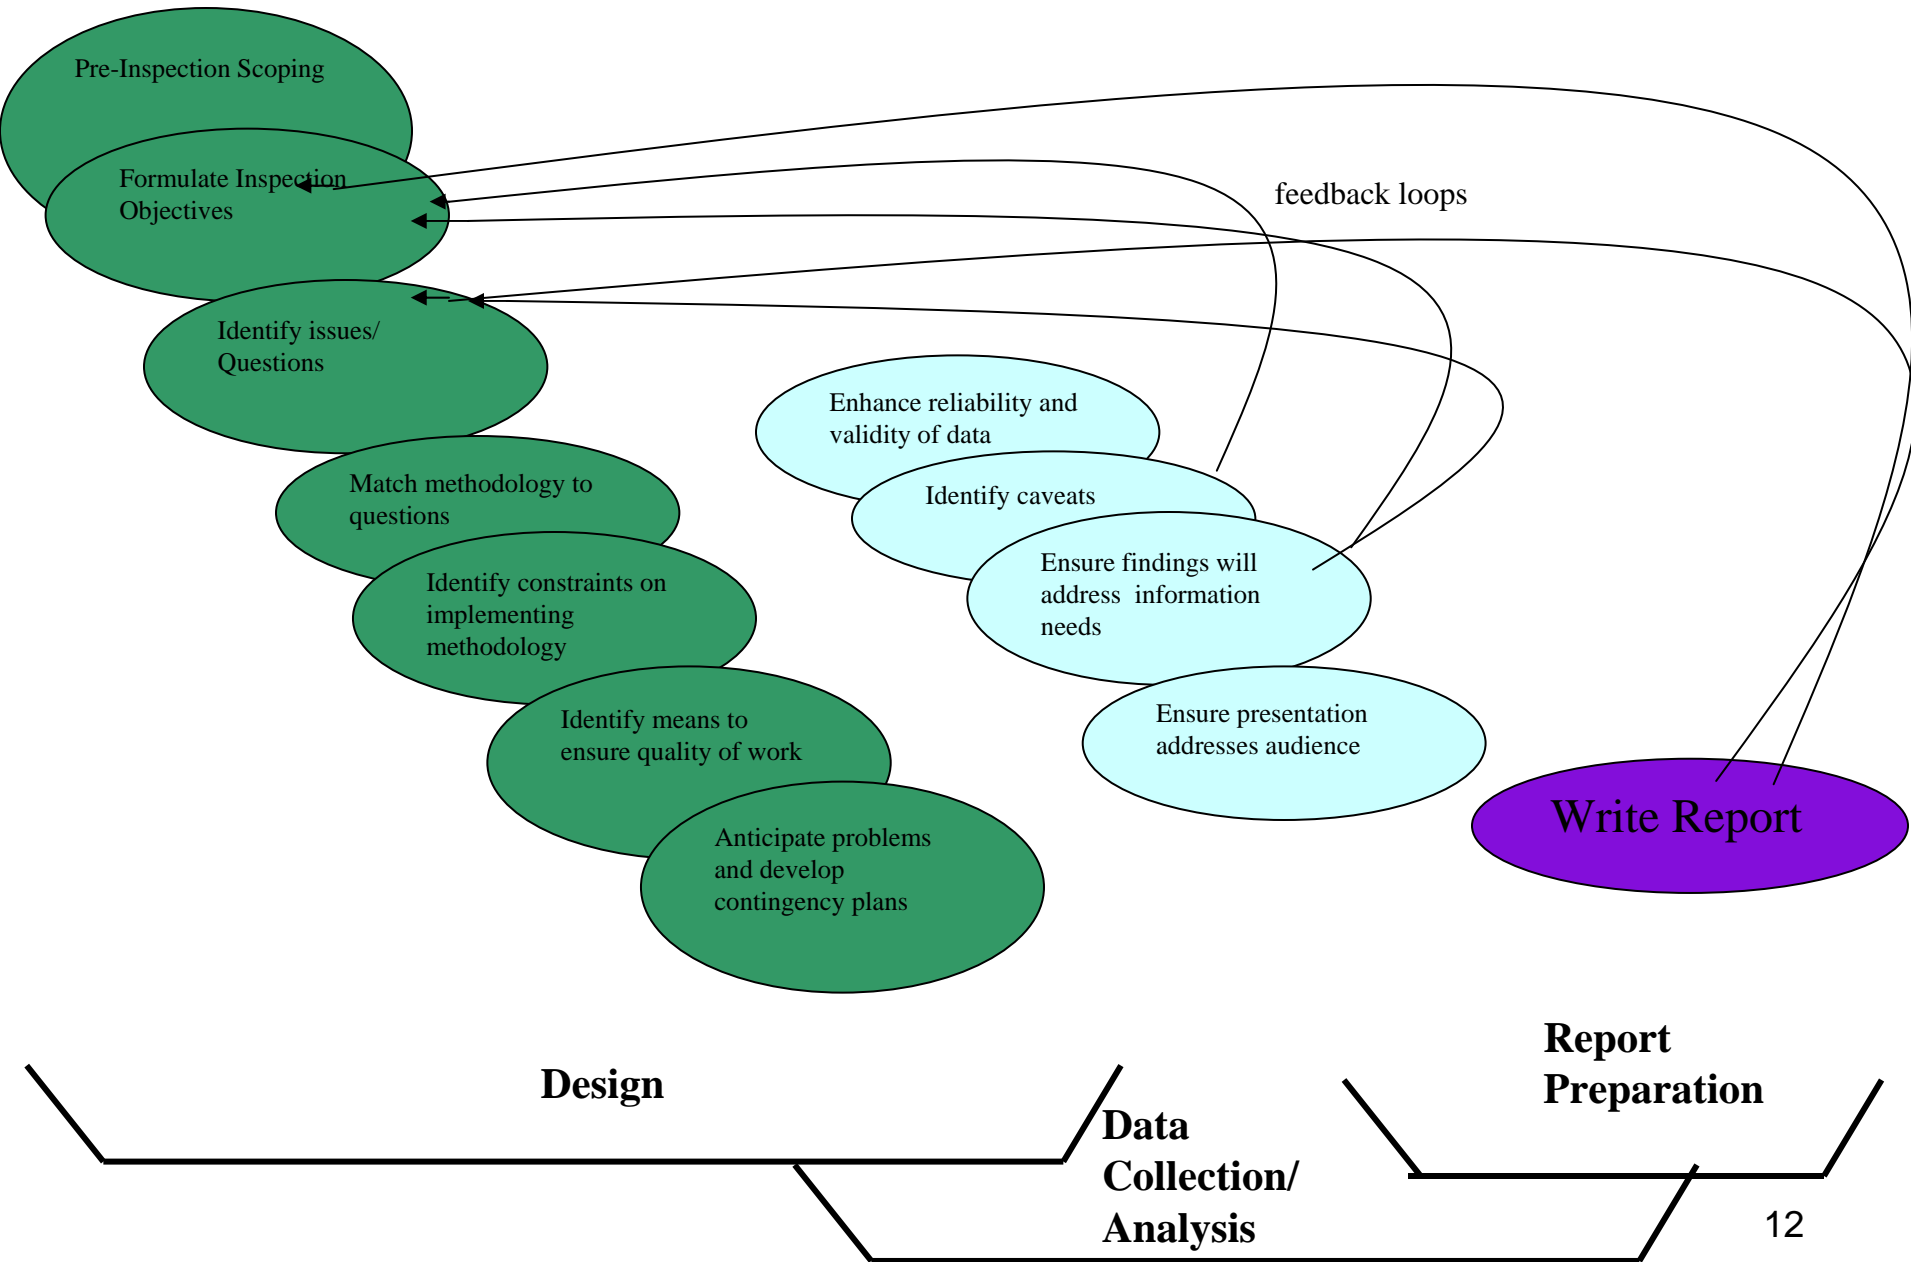 Pre-Inspection Scoping
Formulate Inspection
Objectives
feedback loops
Identify issues/
Questions
Match methodology to
questions
Identify constraints on
implementing
methodology
Identify means to
ensure quality of work
Anticipate problems
and develop
contingency plans
Enhance reliability and
validity of data
Identify caveats
Ensure findings will
address information
needs
Ensure presentation
addresses audience
Write Report
Design
Data
Collection/
Analysis
Report
Preparation
12